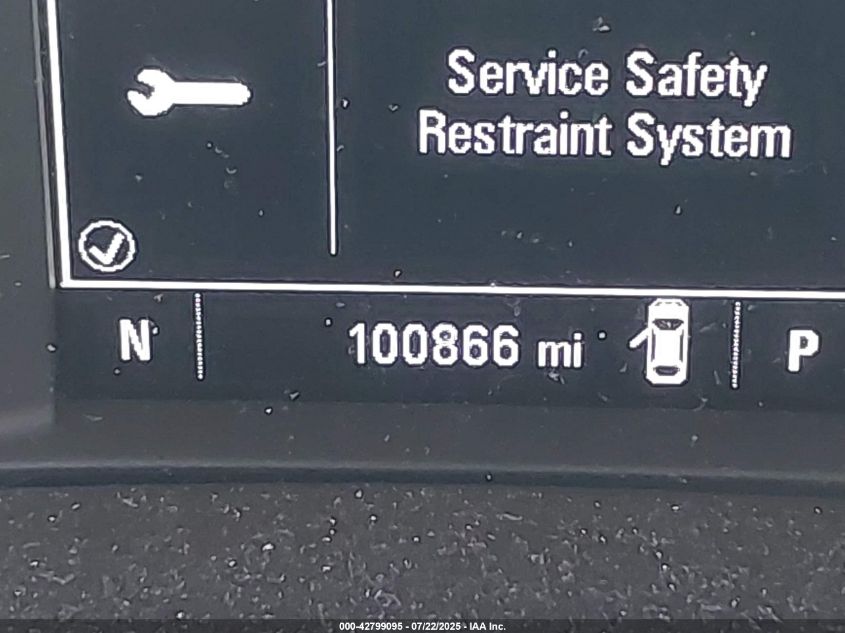 Service Safety
Restraint System
N 100866 mi P
000-42799095 - 07/22/2025 - IAA Inc.